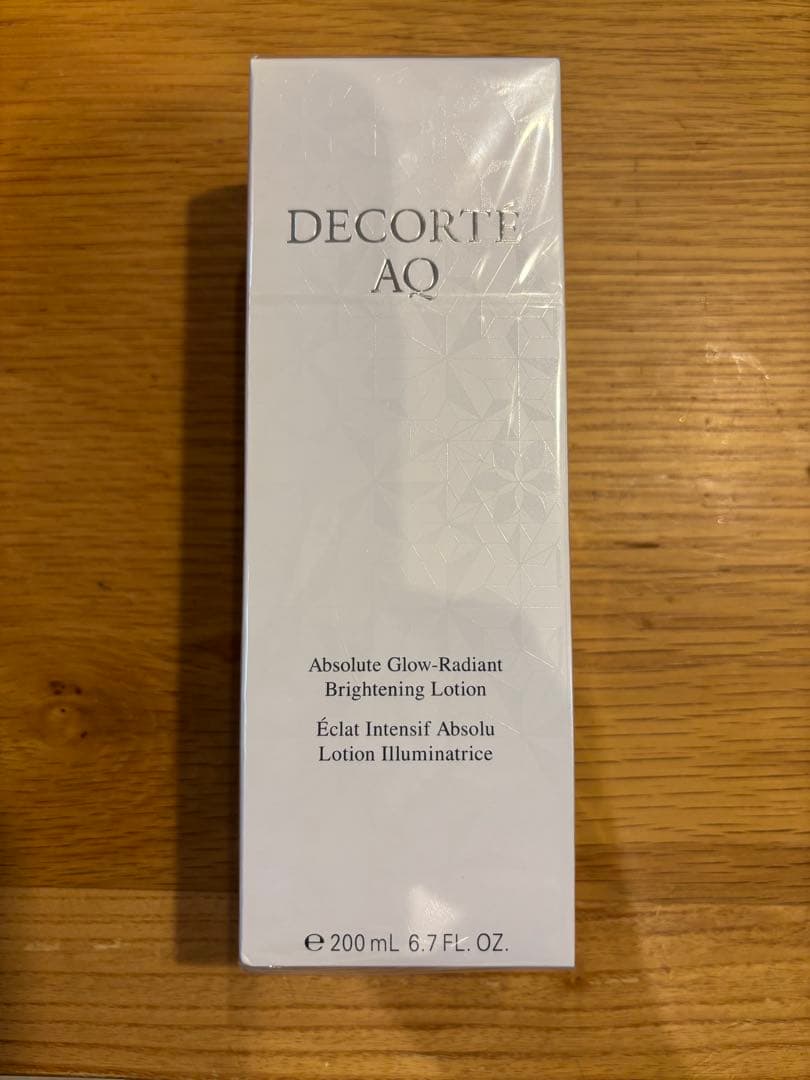 DECORTÉ
AQ
Absolute Glow-Radiant
Brightening Lotion
Éclat Intensif Absolu
Lotion Illuminatrice
℮ 200 mL 6.7 FL. OZ.